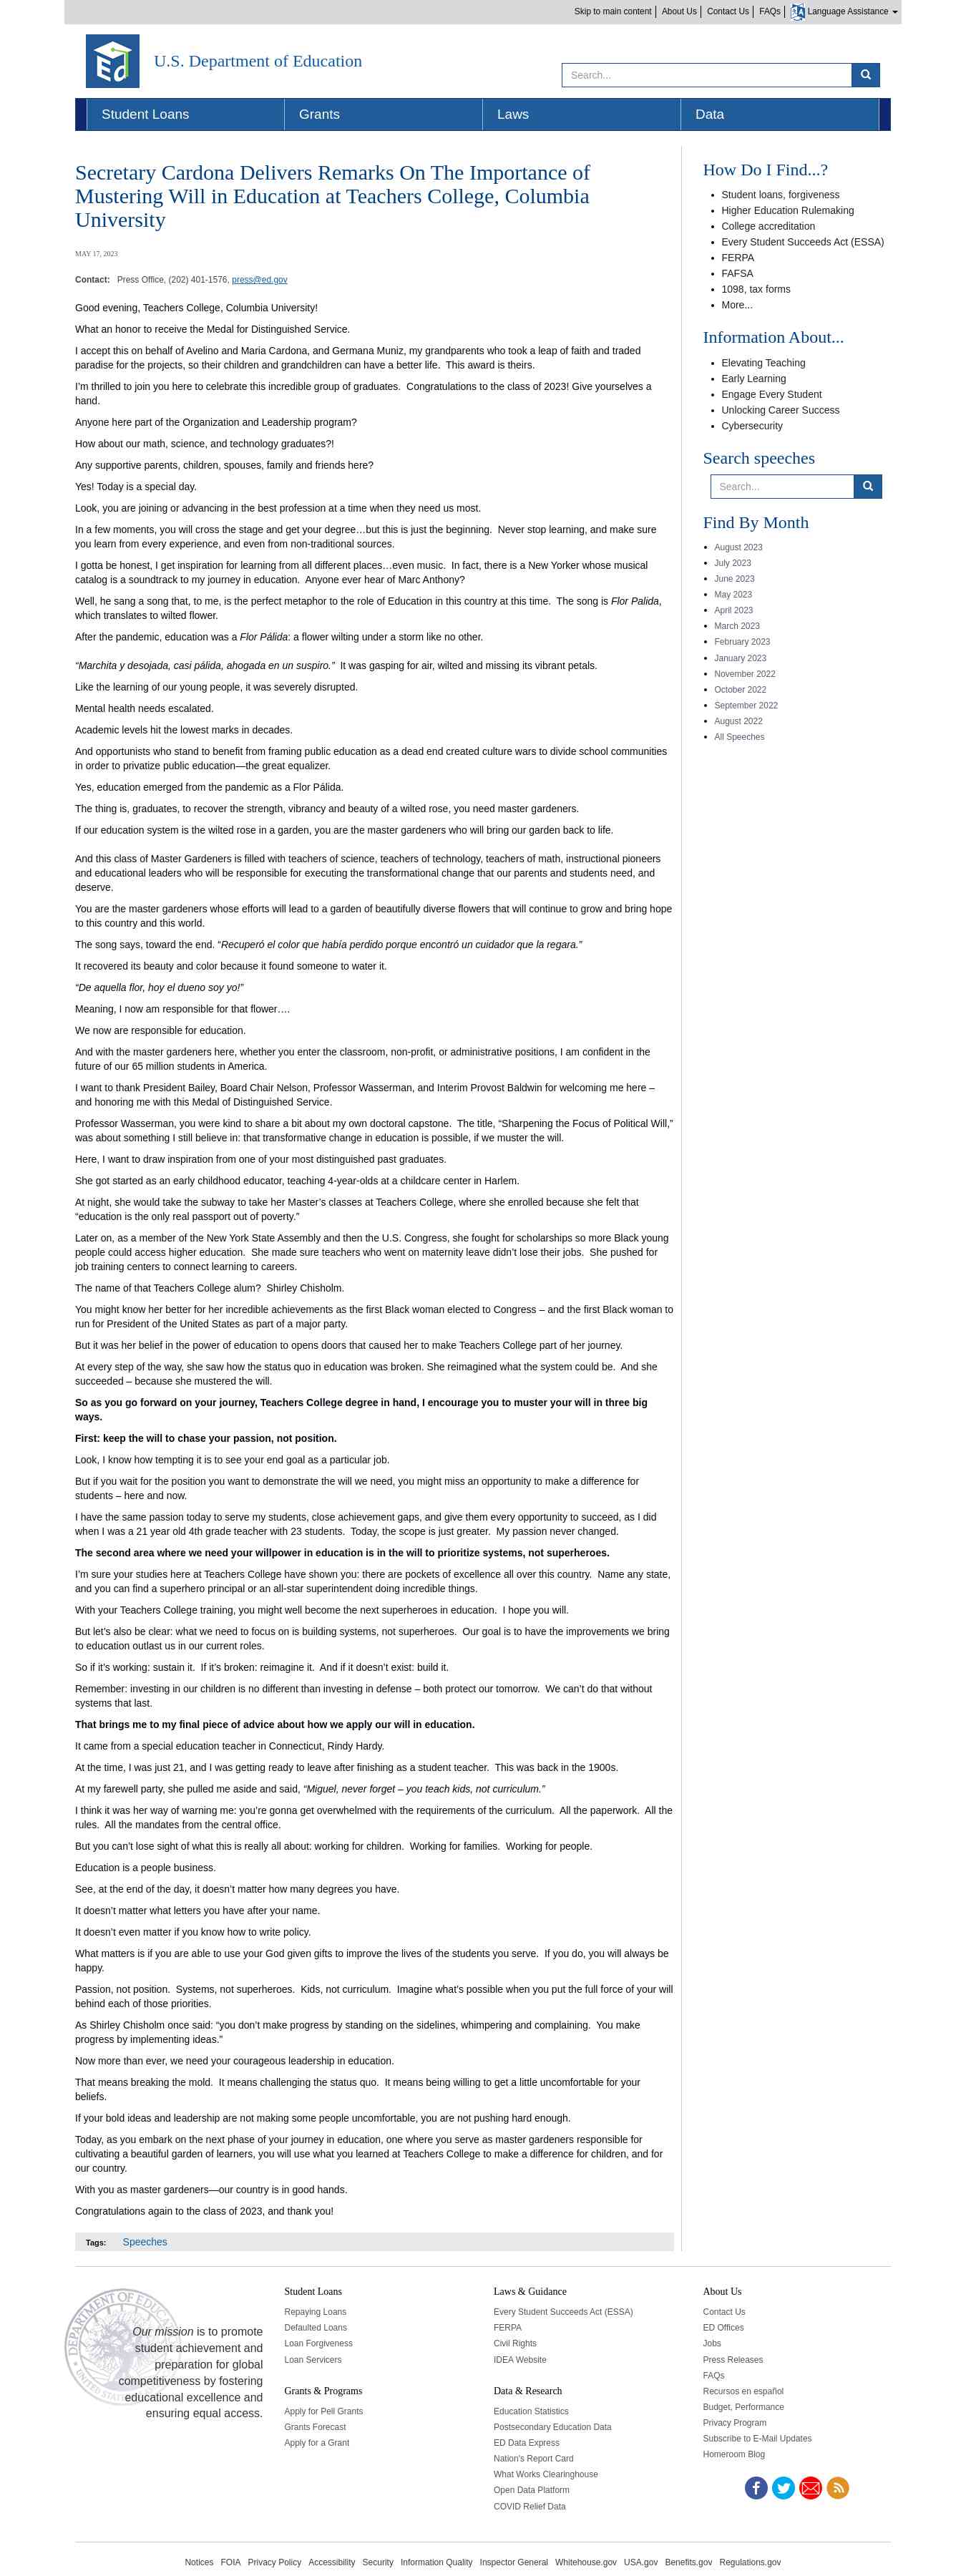 Skip to main content | About Us | Contact Us | FAQs | Language Assistance
Ed
U.S. Department of Education
Search...
Student Loans
Grants
Laws
Data
Secretary Cardona Delivers Remarks On The Importance of
Mustering Will in Education at Teachers College, Columbia
University
MAY 17, 2023
Contact: Press Office, (202) 401-1576, press@ed.gov
Good evening, Teachers College, Columbia University!
What an honor to receive the Medal for Distinguished Service.
I accept this on behalf of Avelino and Maria Cardona, and Germana Muniz, my grandparents who took a leap of faith and traded
paradise for the projects, so their children and grandchildren can have a better life. This award is theirs.
I’m thrilled to join you here to celebrate this incredible group of graduates. Congratulations to the class of 2023! Give yourselves a
hand.
Anyone here part of the Organization and Leadership program?
How about our math, science, and technology graduates?!
Any supportive parents, children, spouses, family and friends here?
Yes! Today is a special day.
Look, you are joining or advancing in the best profession at a time when they need us most.
In a few moments, you will cross the stage and get your degree…but this is just the beginning. Never stop learning, and make sure
you learn from every experience, and even from non-traditional sources.
I gotta be honest, I get inspiration for learning from all different places…even music. In fact, there is a New Yorker whose musical
catalog is a soundtrack to my journey in education. Anyone ever hear of Marc Anthony?
Well, he sang a song that, to me, is the perfect metaphor to the role of Education in this country at this time. The song is Flor Palida,
which translates to wilted flower.
After the pandemic, education was a Flor Pálida: a flower wilting under a storm like no other.
“Marchita y desojada, casi pálida, ahogada en un suspiro.” It was gasping for air, wilted and missing its vibrant petals.
Like the learning of our young people, it was severely disrupted.
Mental health needs escalated.
Academic levels hit the lowest marks in decades.
And opportunists who stand to benefit from framing public education as a dead end created culture wars to divide school communities
in order to privatize public education—the great equalizer.
Yes, education emerged from the pandemic as a Flor Pálida.
The thing is, graduates, to recover the strength, vibrancy and beauty of a wilted rose, you need master gardeners.
If our education system is the wilted rose in a garden, you are the master gardeners who will bring our garden back to life.
And this class of Master Gardeners is filled with teachers of science, teachers of technology, teachers of math, instructional pioneers
and educational leaders who will be responsible for executing the transformational change that our parents and students need, and
deserve.
You are the master gardeners whose efforts will lead to a garden of beautifully diverse flowers that will continue to grow and bring hope
to this country and this world.
The song says, toward the end. “Recuperó el color que había perdido porque encontró un cuidador que la regara.”
It recovered its beauty and color because it found someone to water it.
“De aquella flor, hoy el dueno soy yo!”
Meaning, I now am responsible for that flower….
We now are responsible for education.
And with the master gardeners here, whether you enter the classroom, non-profit, or administrative positions, I am confident in the
future of our 65 million students in America.
I want to thank President Bailey, Board Chair Nelson, Professor Wasserman, and Interim Provost Baldwin for welcoming me here –
and honoring me with this Medal of Distinguished Service.
Professor Wasserman, you were kind to share a bit about my own doctoral capstone. The title, “Sharpening the Focus of Political Will,”
was about something I still believe in: that transformative change in education is possible, if we muster the will.
Here, I want to draw inspiration from one of your most distinguished past graduates.
She got started as an early childhood educator, teaching 4-year-olds at a childcare center in Harlem.
At night, she would take the subway to take her Master’s classes at Teachers College, where she enrolled because she felt that
“education is the only real passport out of poverty.”
Later on, as a member of the New York State Assembly and then the U.S. Congress, she fought for scholarships so more Black young
people could access higher education. She made sure teachers who went on maternity leave didn’t lose their jobs. She pushed for
job training centers to connect learning to careers.
The name of that Teachers College alum? Shirley Chisholm.
You might know her better for her incredible achievements as the first Black woman elected to Congress – and the first Black woman to
run for President of the United States as part of a major party.
But it was her belief in the power of education to opens doors that caused her to make Teachers College part of her journey.
At every step of the way, she saw how the status quo in education was broken. She reimagined what the system could be. And she
succeeded – because she mustered the will.
So as you go forward on your journey, Teachers College degree in hand, I encourage you to muster your will in three big
ways.
First: keep the will to chase your passion, not position.
Look, I know how tempting it is to see your end goal as a particular job.
But if you wait for the position you want to demonstrate the will we need, you might miss an opportunity to make a difference for
students – here and now.
I have the same passion today to serve my students, close achievement gaps, and give them every opportunity to succeed, as I did
when I was a 21 year old 4th grade teacher with 23 students. Today, the scope is just greater. My passion never changed.
The second area where we need your willpower in education is in the will to prioritize systems, not superheroes.
I’m sure your studies here at Teachers College have shown you: there are pockets of excellence all over this country. Name any state,
and you can find a superhero principal or an all-star superintendent doing incredible things.
With your Teachers College training, you might well become the next superheroes in education. I hope you will.
But let’s also be clear: what we need to focus on is building systems, not superheroes. Our goal is to have the improvements we bring
to education outlast us in our current roles.
So if it’s working: sustain it. If it’s broken: reimagine it. And if it doesn’t exist: build it.
Remember: investing in our children is no different than investing in defense – both protect our tomorrow. We can’t do that without
systems that last.
That brings me to my final piece of advice about how we apply our will in education.
It came from a special education teacher in Connecticut, Rindy Hardy.
At the time, I was just 21, and I was getting ready to leave after finishing as a student teacher. This was back in the 1900s.
At my farewell party, she pulled me aside and said, “Miguel, never forget – you teach kids, not curriculum.”
I think it was her way of warning me: you’re gonna get overwhelmed with the requirements of the curriculum. All the paperwork. All the
rules. All the mandates from the central office.
But you can’t lose sight of what this is really all about: working for children. Working for families. Working for people.
Education is a people business.
See, at the end of the day, it doesn’t matter how many degrees you have.
It doesn’t matter what letters you have after your name.
It doesn’t even matter if you know how to write policy.
What matters is if you are able to use your God given gifts to improve the lives of the students you serve. If you do, you will always be
happy.
Passion, not position. Systems, not superheroes. Kids, not curriculum. Imagine what’s possible when you put the full force of your will
behind each of those priorities.
As Shirley Chisholm once said: “you don’t make progress by standing on the sidelines, whimpering and complaining. You make
progress by implementing ideas.”
Now more than ever, we need your courageous leadership in education.
That means breaking the mold. It means challenging the status quo. It means being willing to get a little uncomfortable for your
beliefs.
If your bold ideas and leadership are not making some people uncomfortable, you are not pushing hard enough.
Today, as you embark on the next phase of your journey in education, one where you serve as master gardeners responsible for
cultivating a beautiful garden of learners, you will use what you learned at Teachers College to make a difference for children, and for
our country.
With you as master gardeners—our country is in good hands.
Congratulations again to the class of 2023, and thank you!
Tags: Speeches
How Do I Find...?
Student loans, forgiveness
Higher Education Rulemaking
College accreditation
Every Student Succeeds Act (ESSA)
FERPA
FAFSA
1098, tax forms
More...
Information About...
Elevating Teaching
Early Learning
Engage Every Student
Unlocking Career Success
Cybersecurity
Search speeches
Search...
Find By Month
August 2023
July 2023
June 2023
May 2023
April 2023
March 2023
February 2023
January 2023
November 2022
October 2022
September 2022
August 2022
All Speeches
Our mission is to promote
student achievement and
preparation for global
competitiveness by fostering
educational excellence and
ensuring equal access.
Student Loans
Repaying Loans
Defaulted Loans
Loan Forgiveness
Loan Servicers
Grants & Programs
Apply for Pell Grants
Grants Forecast
Apply for a Grant
Laws & Guidance
Every Student Succeeds Act (ESSA)
FERPA
Civil Rights
IDEA Website
Data & Research
Education Statistics
Postsecondary Education Data
ED Data Express
Nation's Report Card
What Works Clearinghouse
Open Data Platform
COVID Relief Data
About Us
Contact Us
ED Offices
Jobs
Press Releases
FAQs
Recursos en español
Budget, Performance
Privacy Program
Subscribe to E-Mail Updates
Homeroom Blog
Notices FOIA Privacy Policy Accessibility Security Information Quality Inspector General Whitehouse.gov USA.gov Benefits.gov Regulations.gov